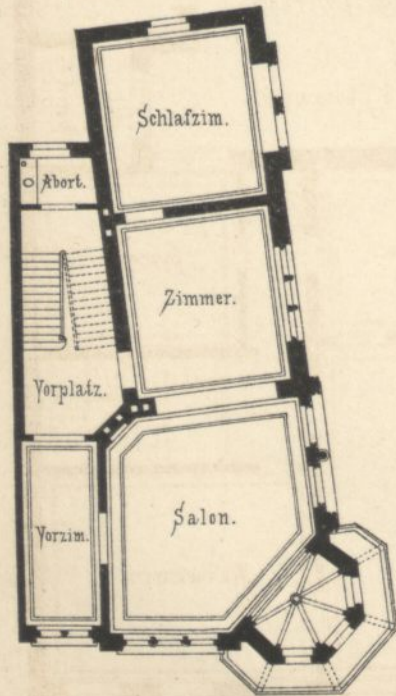 Schlafzim.
Abort.
Zimmer.
Vorplatz.
Salon.
Vorzim.